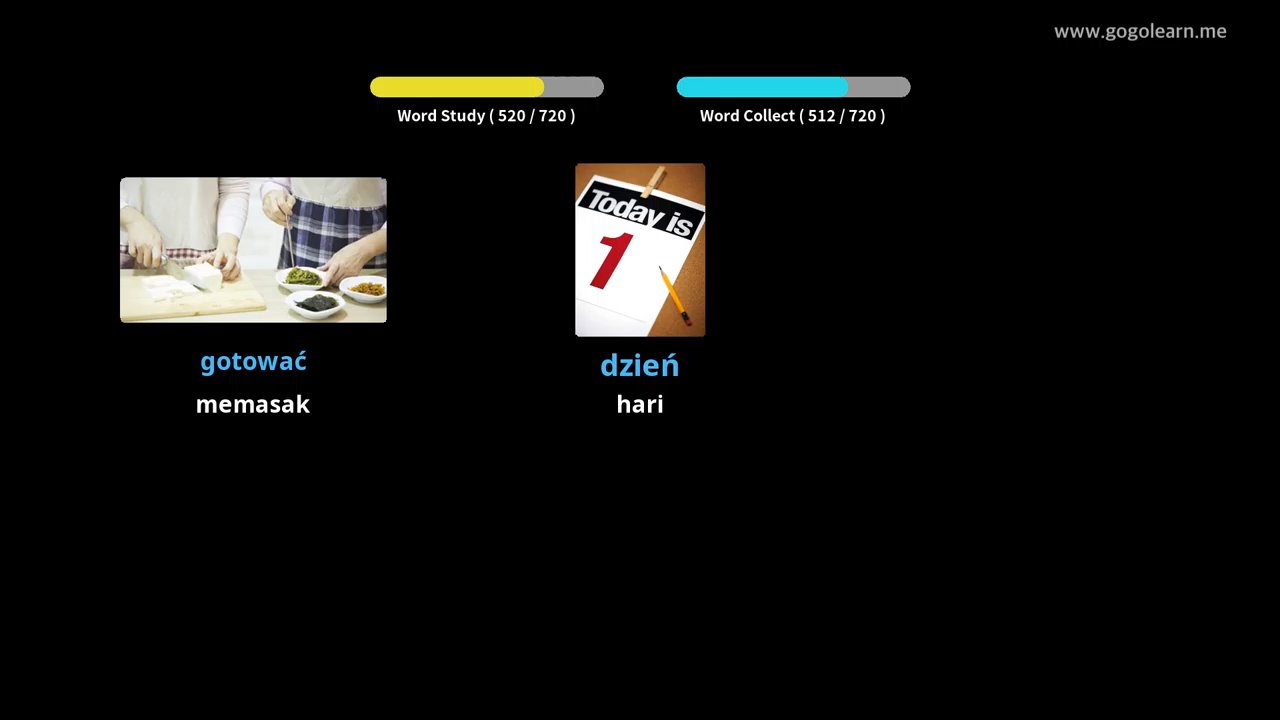 www.gogolearn.me
Word Study ( 520 / 720 )
Word Collect ( 512 / 720 )
Today is
1
gotować
memasak
dzień
hari